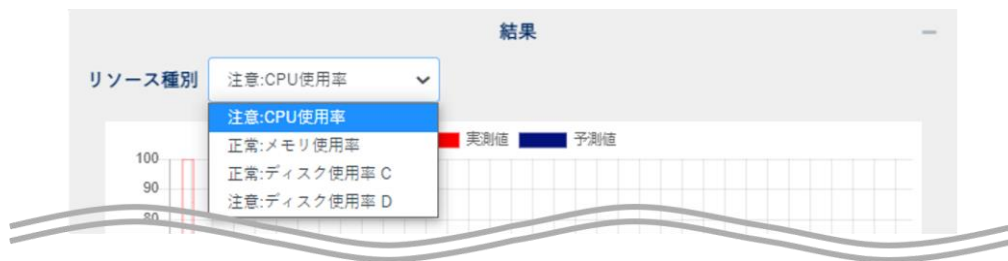 結果
リソース種別 注意:CPU使用率
注意:CPU使用率
正常:メモリ使用率
正常:ディスク使用率 C
注意:ディスク使用率 D
実測値 予測値
100
90
80